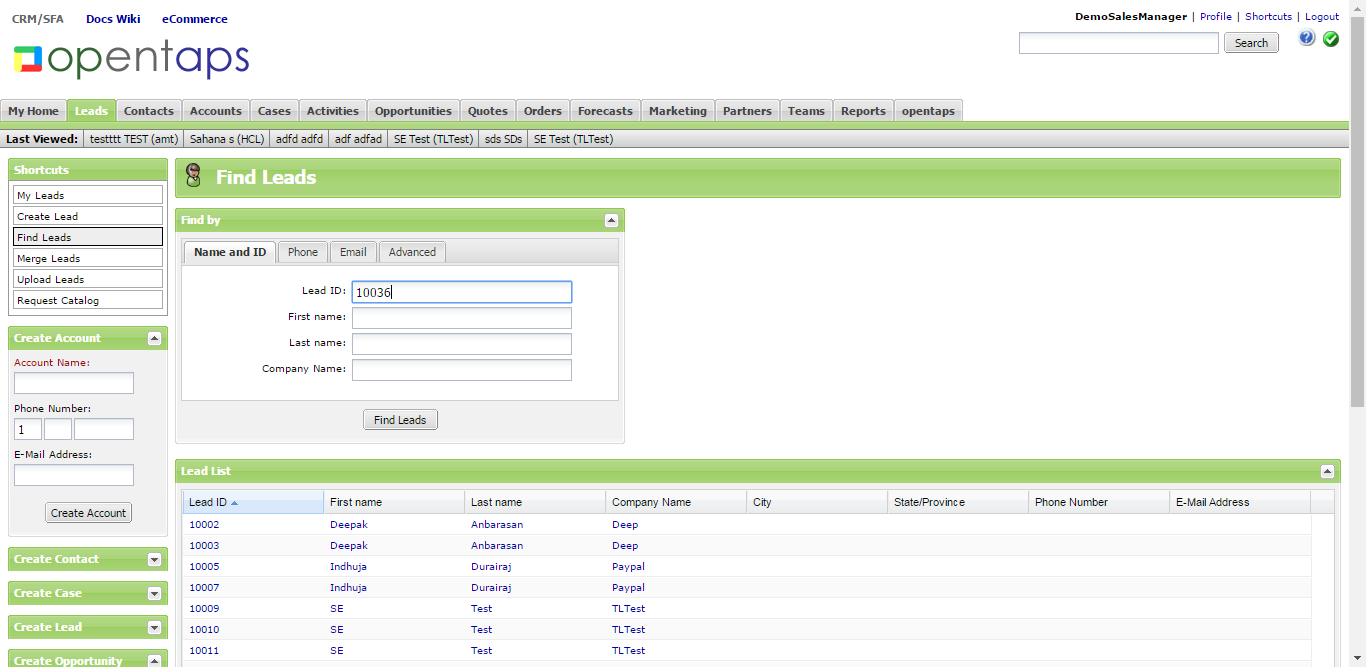 CRM/SFA Docs Wiki eCommerce
DemoSalesManager | Profile | Shortcuts | Logout
opentaps
Search
My Home Leads Contacts Accounts Cases Activities Opportunities Quotes Orders Forecasts Marketing Partners Teams Reports opentaps
Last Viewed: testttt TEST (amt) Sahana s (HCL) adfd adfd adf adfad SE Test (TLTest) sds SDs SE Test (TLTest)
Shortcuts
My Leads
Create Lead
Find Leads
Merge Leads
Upload Leads
Request Catalog
Create Account
Account Name:
Phone Number:
1
E-Mail Address:
Create Account
Create Contact
Create Case
Create Lead
Create Opportunity
Find Leads
Find by
Name and ID Phone Email Advanced
Lead ID: 10036
First name:
Last name:
Company Name:
Find Leads
Lead List
Lead ID First name Last name Company Name City State/Province Phone Number E-Mail Address
10002 Deepak Anbarasan Deep
10003 Deepak Anbarasan Deep
10005 Indhuja Durairaj Paypal
10007 Indhuja Durairaj Paypal
10009 SE Test TLTest
10010 SE Test TLTest
10011 SE Test TLTest